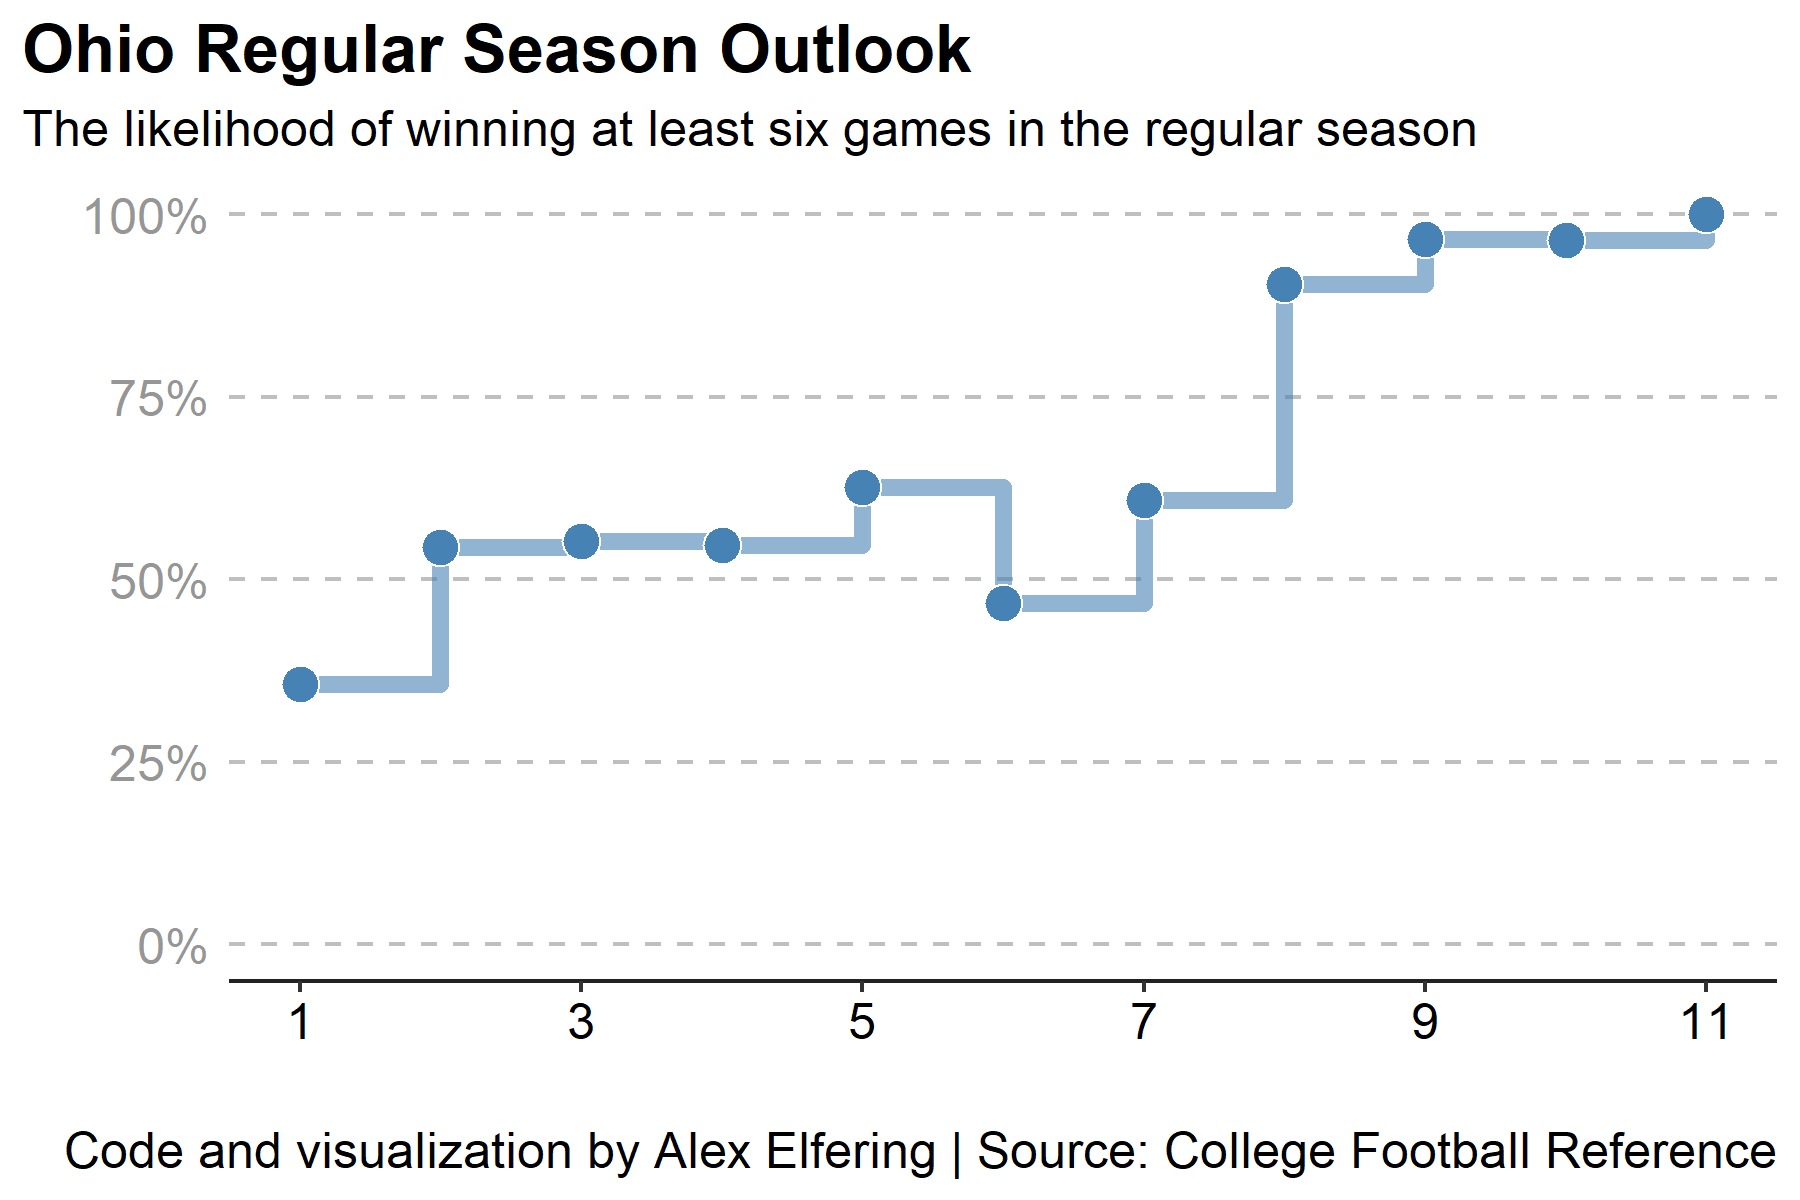 Ohio Regular Season Outlook
The likelihood of winning at least six games in the regular season
100%
75%
50%
25%
0%
1 3 5 7 9 11
Code and visualization by Alex Elfering | Source: College Football Reference